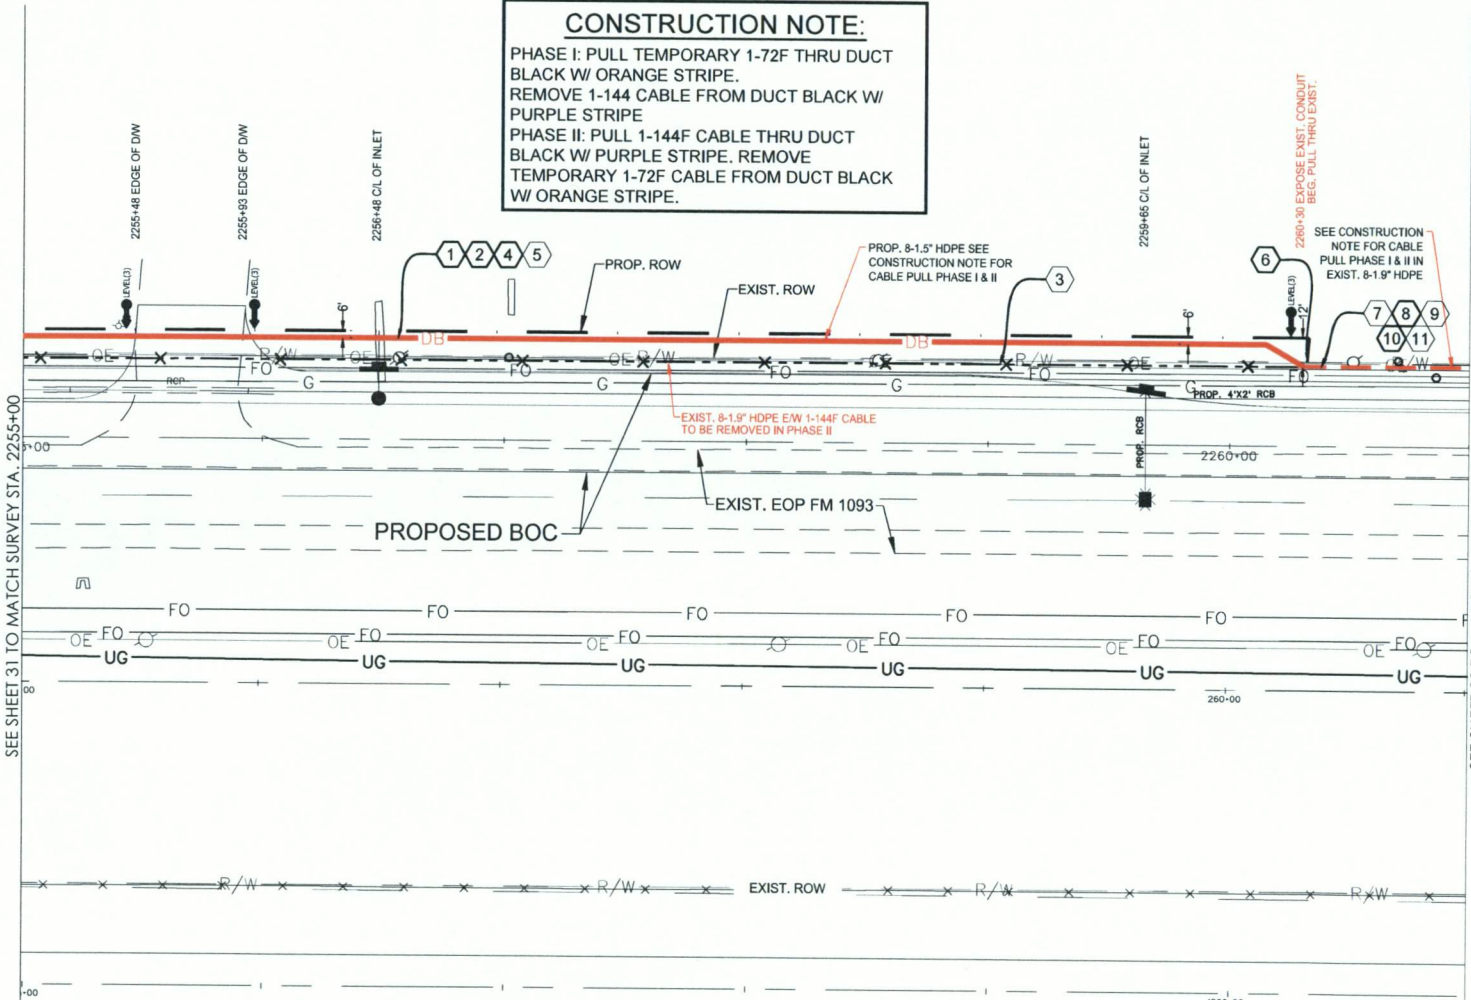 CONSTRUCTION NOTE:
PHASE I: PULL TEMPORARY 1-72F THRU DUCT
BLACK W/ ORANGE STRIPE.
REMOVE 1-144 CABLE FROM DUCT BLACK W/
PURPLE STRIPE
PHASE II: PULL 1-144F CABLE THRU DUCT
BLACK W/ PURPLE STRIPE. REMOVE
TEMPORARY 1-72F CABLE FROM DUCT BLACK
W/ ORANGE STRIPE.
2255+48 EDGE OF D/W
2255+93 EDGE OF D/W
2256+48 C/L OF INLET
2259+65 C/L OF INLET
2260+30 EXPOSE EXIST. CONDUIT
BEG. PULL THRU EXIST.
LEVEL(3)
LEVEL(3)
LEVEL(3)
1 2 4 5
PROP. ROW
EXIST. ROW
PROP. 8-1.5" HDPE SEE
CONSTRUCTION NOTE FOR
CABLE PULL PHASE I & II
3
6
SEE CONSTRUCTION
NOTE FOR CABLE
PULL PHASE I & II IN
EXIST. 8-1.9" HDPE
7 8 9
10 11
6'
6'
12'
DB
DB
OE R/W OE OE R/W OE R/W OE OE R/W
FO FO FO FO FO
RCP
G G G G
PROP. 4'X2' RCB
EXIST. 8-1.9" HDPE E/W 1-144F CABLE
TO BE REMOVED IN PHASE II
PROP. RCB
2260+00
EXIST. EOP FM 1093
PROPOSED BOC
SEE SHEET 31 TO MATCH SURVEY STA. 2255+00
FO FO FO FO FO
OE FO OE FO OE FO OE FO OE FO OE FO
UG UG UG UG UG UG
00
260+00
R/W R/W EXIST. ROW R/W R/W
+00